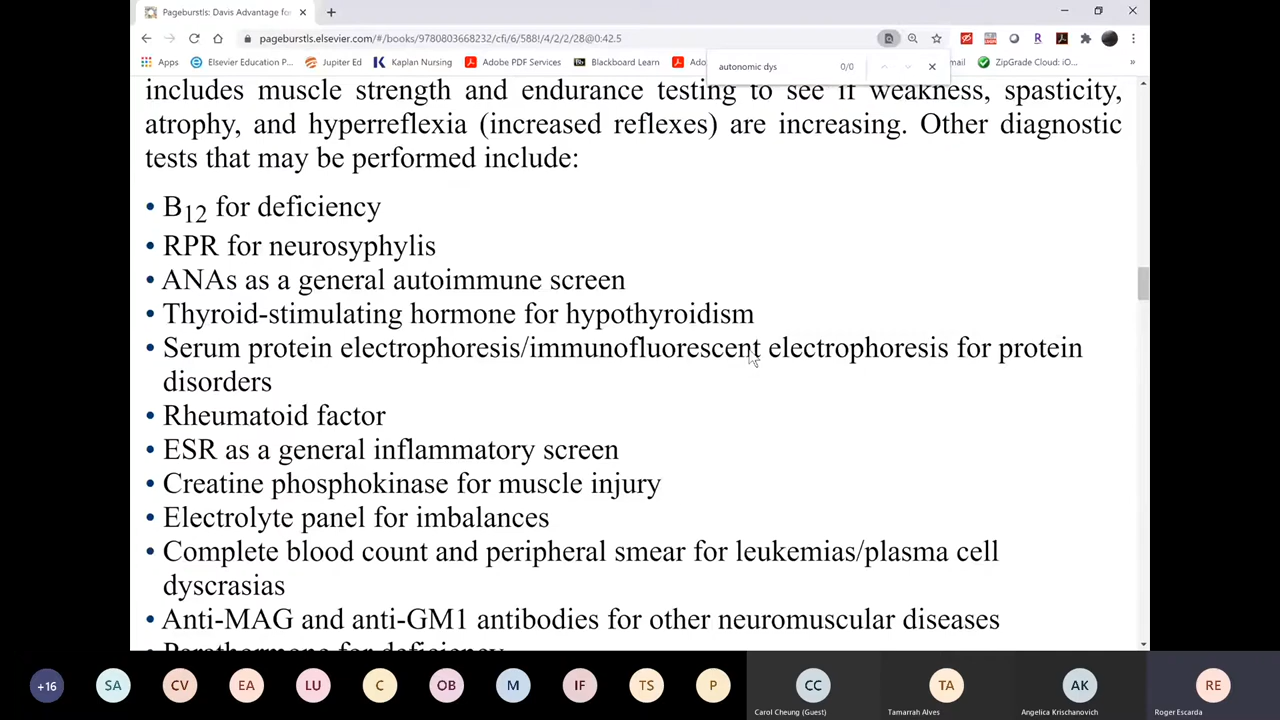 Pageburstls: Davis Advantage for
pageburstls.elsevier.com/#/books/9780803668232/cfi/6/588!/4/2/2/28@0:42.5
Apps
Elsevier Education P...
Jupiter Ed
Kaplan Nursing
Adobe PDF Services
Blackboard Learn
Ado
mail
ZipGrade Cloud: iO...
autonomic dys 0/0
includes muscle strength and endurance testing to see if weakness, spasticity,
atrophy, and hyperreflexia (increased reflexes) are increasing. Other diagnostic
tests that may be performed include:
• B12 for deficiency
• RPR for neurosyphylis
• ANAs as a general autoimmune screen
• Thyroid-stimulating hormone for hypothyroidism
• Serum protein electrophoresis/immunofluorescent electrophoresis for protein
disorders
• Rheumatoid factor
• ESR as a general inflammatory screen
• Creatine phosphokinase for muscle injury
• Electrolyte panel for imbalances
• Complete blood count and peripheral smear for leukemias/plasma cell
dyscrasias
• Anti-MAG and anti-GM1 antibodies for other neuromuscular diseases
• Parathormone for deficiency
+16
SA
CV
EA
LU
C
OB
M
IF
TS
P
CC
Carol Cheung (Guest)
TA
Tamarrah Alves
AK
Angelica Krischanovich
RE
Roger Escarda